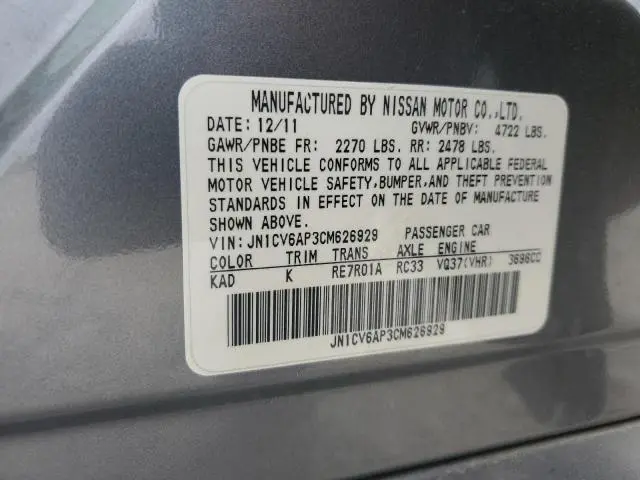 MANUFACTURED BY NISSAN MOTOR CO.,LTD.
DATE: 12/11 GVWR/PNBV: 4722 LBS.
GAWR/PNBE FR: 2270 LBS. RR: 2478 LBS.
THIS VEHICLE CONFORMS TO ALL APPLICABLE FEDERAL
MOTOR VEHICLE SAFETY,BUMPER,AND THEFT PREVENTION
STANDARDS IN EFFECT ON THE DATE OF MANUFACTURE
SHOWN ABOVE.
VIN: JN1CV6AP3CM626929 PASSENGER CAR
COLOR TRIM TRANS AXLE ENGINE
KAD K RE7R01A RC33 VQ37(VHR) 3696CC
JN1CV6AP3CM626929